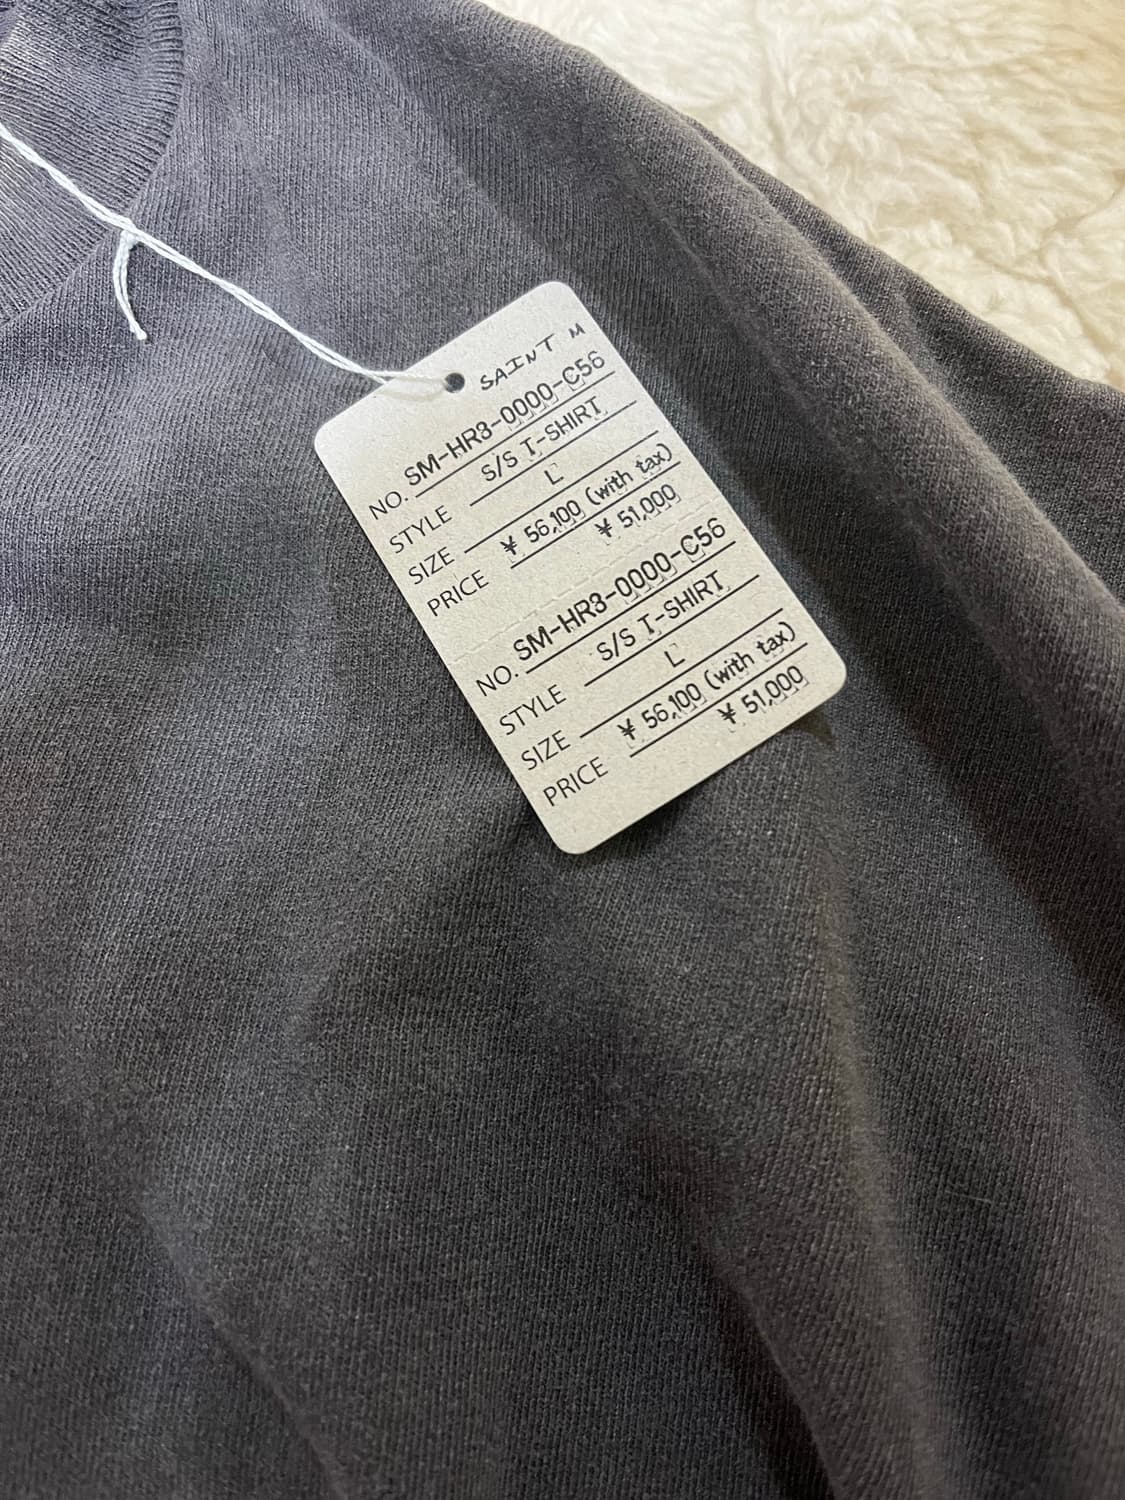 SAINT M
NO. SM-HR3-0000-C56
STYLE S/S T-SHIRT
SIZE L
PRICE ¥ 56,100 (with tax)
¥ 51,000
NO. SM-HR3-0000-C56
STYLE S/S T-SHIRT
SIZE L
PRICE ¥ 56,100 (with tax)
¥ 51,000